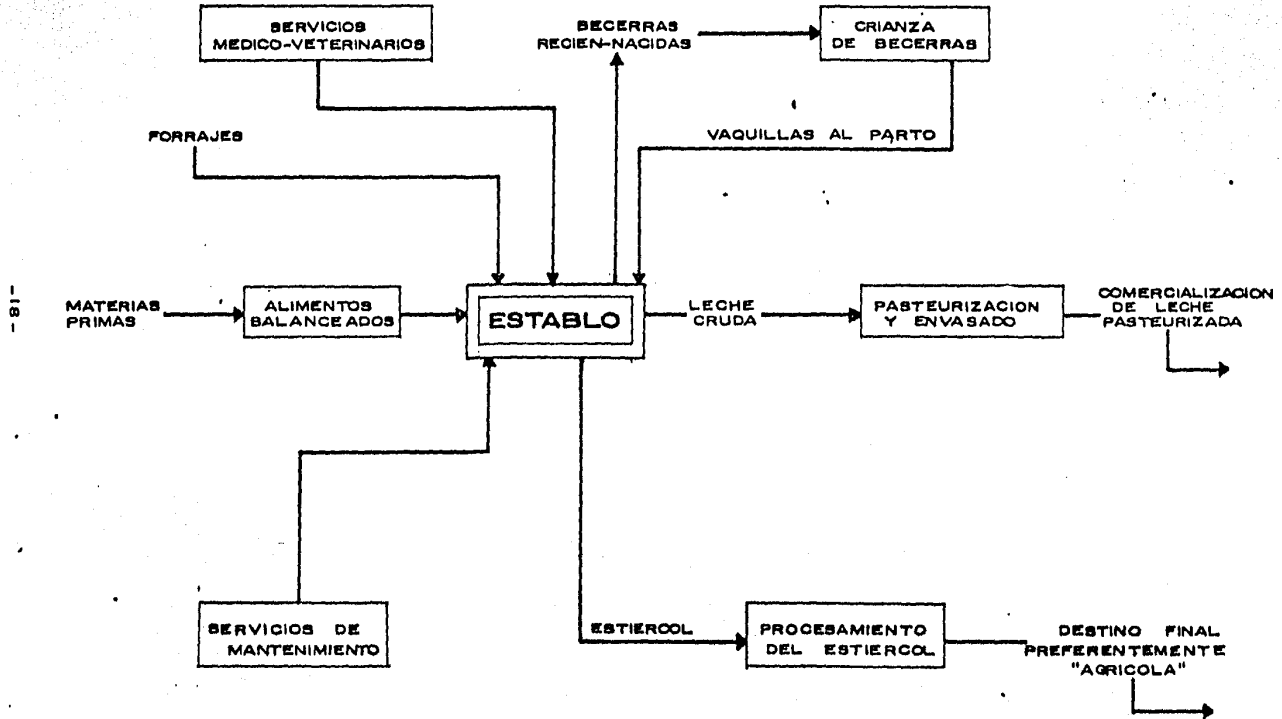 SERVICIOS
MEDICO-VETERINARIOS
BECERRAS
RECIEN-NACIDAS
CRIANZA
DE BECERRAS
FORRAJES
VAQUILLAS AL PARTO
MATERIAS
PRIMAS
ALIMENTOS
BALANCEADOS
ESTABLO
LECHE
CRUDA
PASTEURIZACION
Y ENVASADO
COMERCIALIZACION
DE LECHE
PASTEURIZADA
-81-
SERVICIOS DE
MANTENIMIENTO
ESTIERCOL
PROCESAMIENTO
DEL ESTIERCOL
DESTINO FINAL
PREFERENTEMENTE
"AGRICOLA"